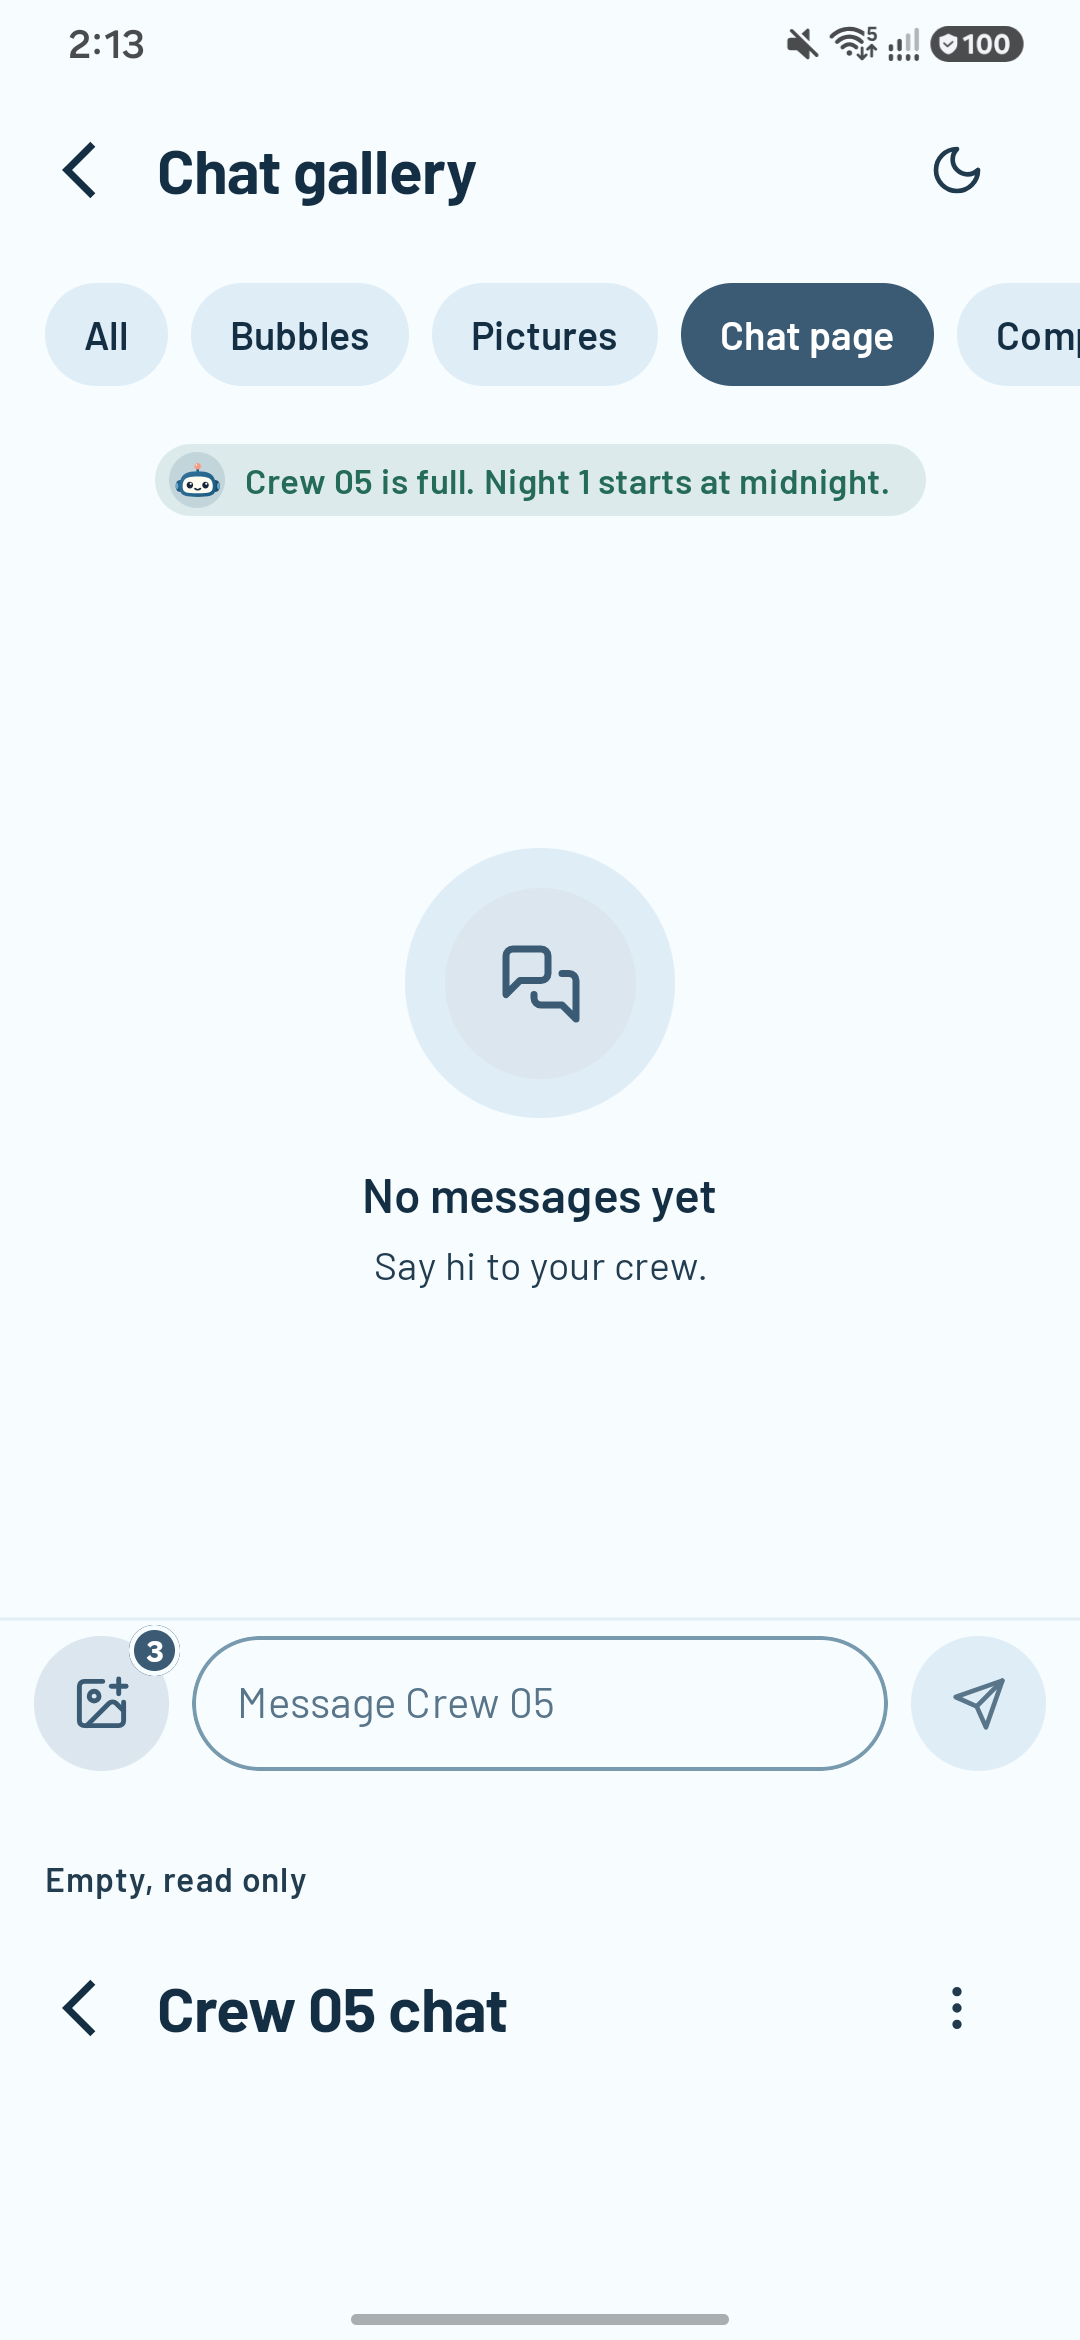 2:13
5
100
Chat gallery
All
Bubbles
Pictures
Chat page
Crew 05 is full. Night 1 starts at midnight.
No messages yet
Say hi to your crew.
3
Message Crew 05
Empty, read only
Crew 05 chat